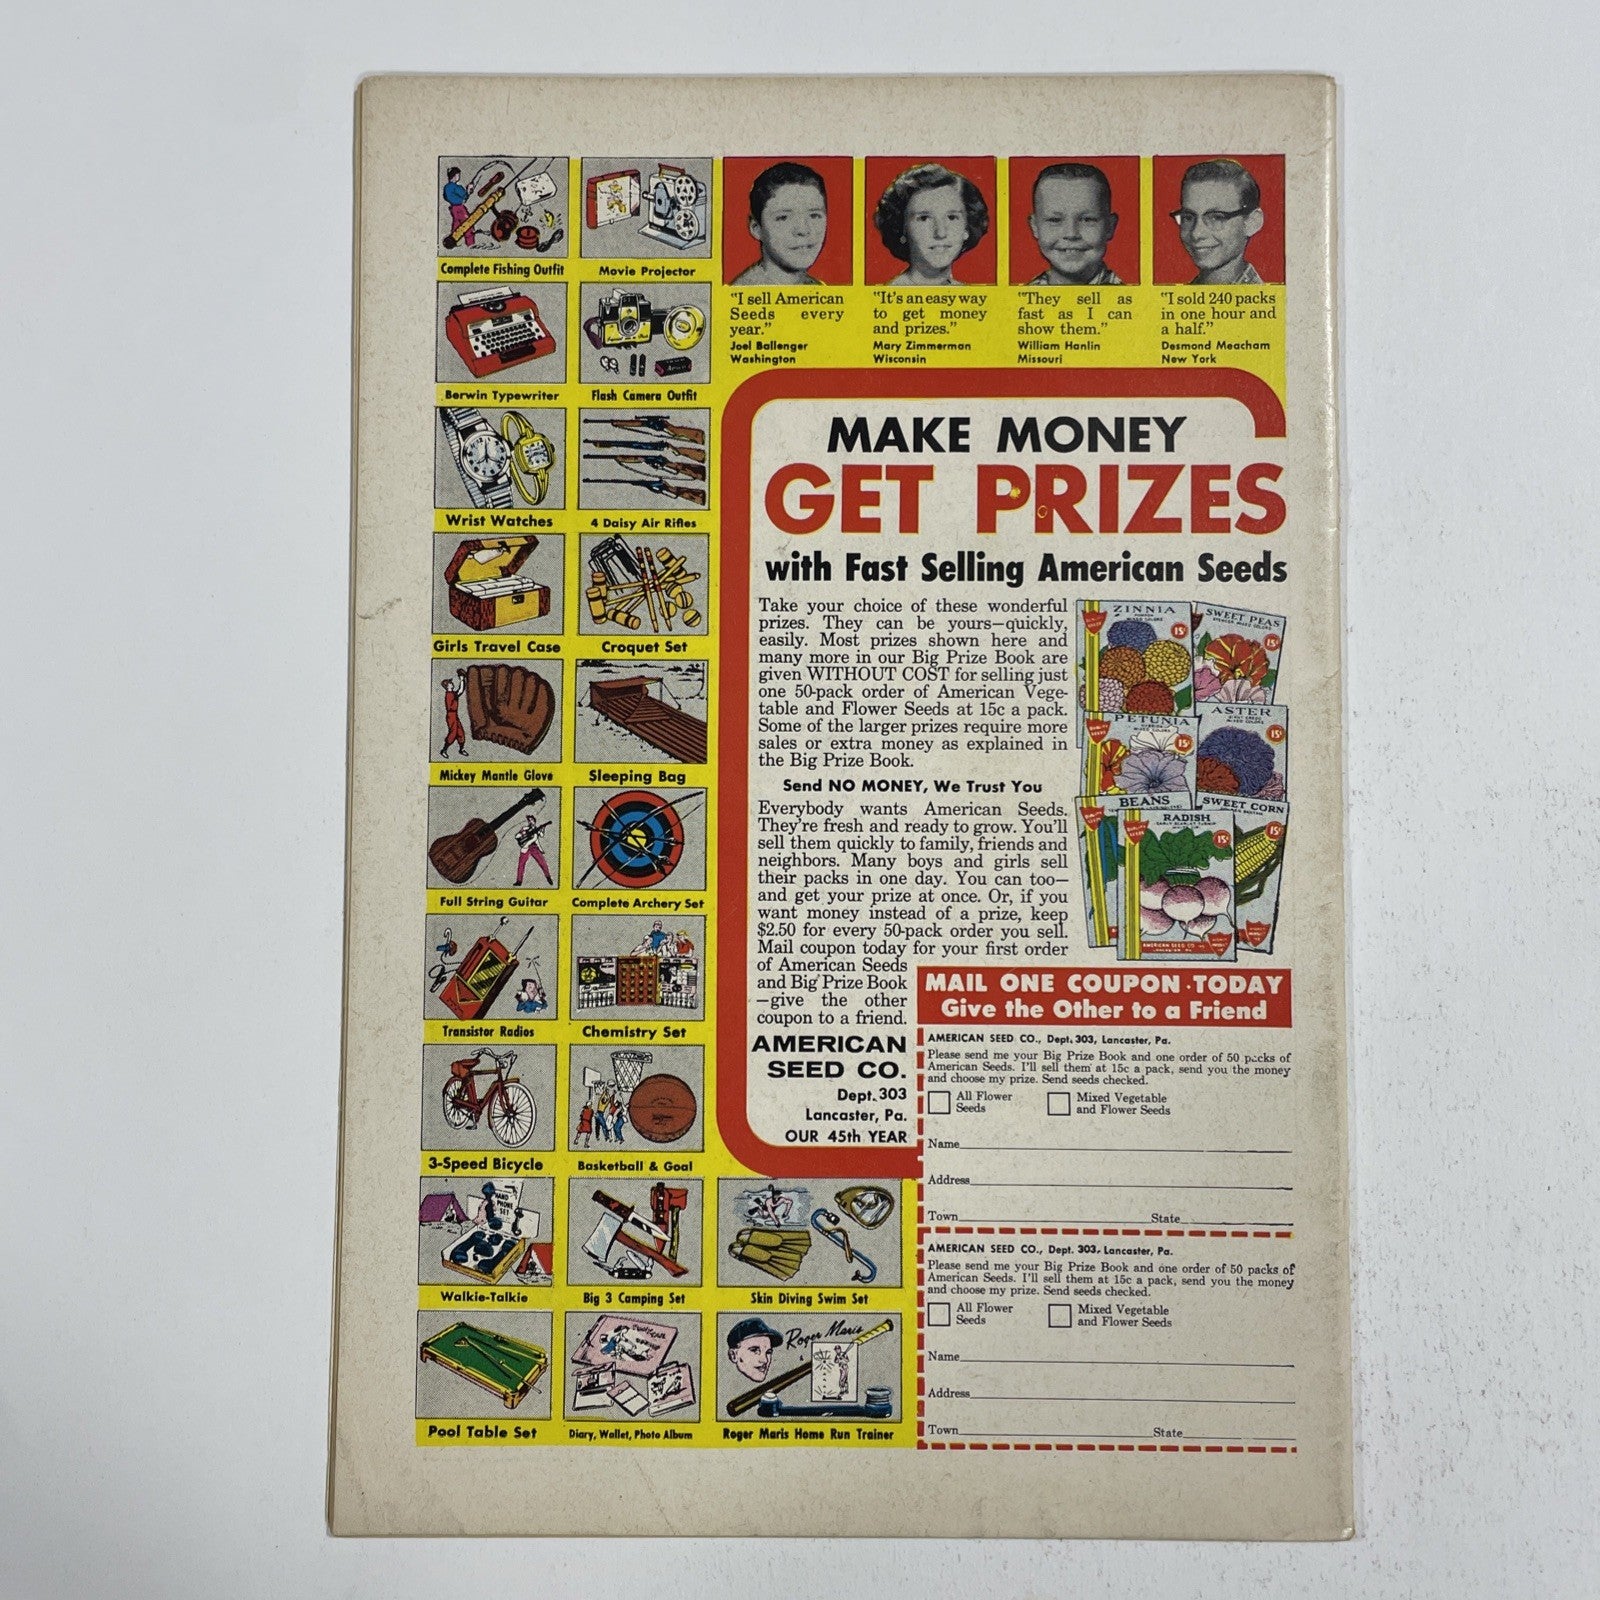 Complete Fishing Outfit
Movie Projector
Berwin Typewriter
Flash Camera Outfit
Wrist Watches
4 Daisy Air Rifles
Girls Travel Case
Croquet Set
Mickey Mantle Glove
Sleeping Bag
Full String Guitar
Complete Archery Set
Transistor Radios
Chemistry Set
3-Speed Bicycle
Basketball & Goal
HAND
PHONE
SET
Walkie-Talkie
Big 3 Camping Set
Skin Diving Swim Set
Pool Table Set
Diary, Wallet, Photo Album
Roger Maris
Roger Maris Home Run Trainer
"I sell American
Seeds every
year."
Joel Ballenger
Washington
"It's an easy way
to get money
and prizes."
Mary Zimmerman
Wisconsin
"They sell as
fast as I can
show them."
William Hanlin
Missouri
"I sold 240 packs
in one hour and
a half."
Desmond Meacham
New York
MAKE MONEY
GET PRIZES
with Fast Selling American Seeds
Take your choice of these wonderful
prizes. They can be yours—quickly,
easily. Most prizes shown here and
many more in our Big Prize Book are
given WITHOUT COST for selling just
one 50-pack order of American Vege-
table and Flower Seeds at 15c a pack.
Some of the larger prizes require more
sales or extra money as explained in
the Big Prize Book.
Send NO MONEY, We Trust You
Everybody wants American Seeds.
They're fresh and ready to grow. You'll
sell them quickly to family, friends and
neighbors. Many boys and girls sell
their packs in one day. You can too—
and get your prize at once. Or, if you
want money instead of a prize, keep
$2.50 for every 50-pack order you sell.
Mail coupon today for your first order
of American Seeds
and Big Prize Book
—give the other
coupon to a friend.
AMERICAN
SEED CO.
Dept. 303
Lancaster, Pa.
OUR 45th YEAR
ZINNIA
MIXED COLORS
15¢
SWEET PEAS
15¢
PETUNIA
MIXED COLORS
15¢
ASTER
MIXED COLORS
15¢
BEANS
SWEET CORN
15¢
RADISH
15¢
AMERICAN SEED CO.
MAIL ONE COUPON TODAY
Give the Other to a Friend
AMERICAN SEED CO., Dept. 303, Lancaster, Pa.
Please send me your Big Prize Book and one order of 50 packs of
American Seeds. I'll sell them at 15c a pack, send you the money
and choose my prize. Send seeds checked.
All Flower
Seeds
Mixed Vegetable
and Flower Seeds
Name
Address
Town State
AMERICAN SEED CO., Dept. 303, Lancaster, Pa.
Please send me your Big Prize Book and one order of 50 packs of
American Seeds. I'll sell them at 15c a pack, send you the money
and choose my prize. Send seeds checked.
All Flower
Seeds
Mixed Vegetable
and Flower Seeds
Name
Address
Town State